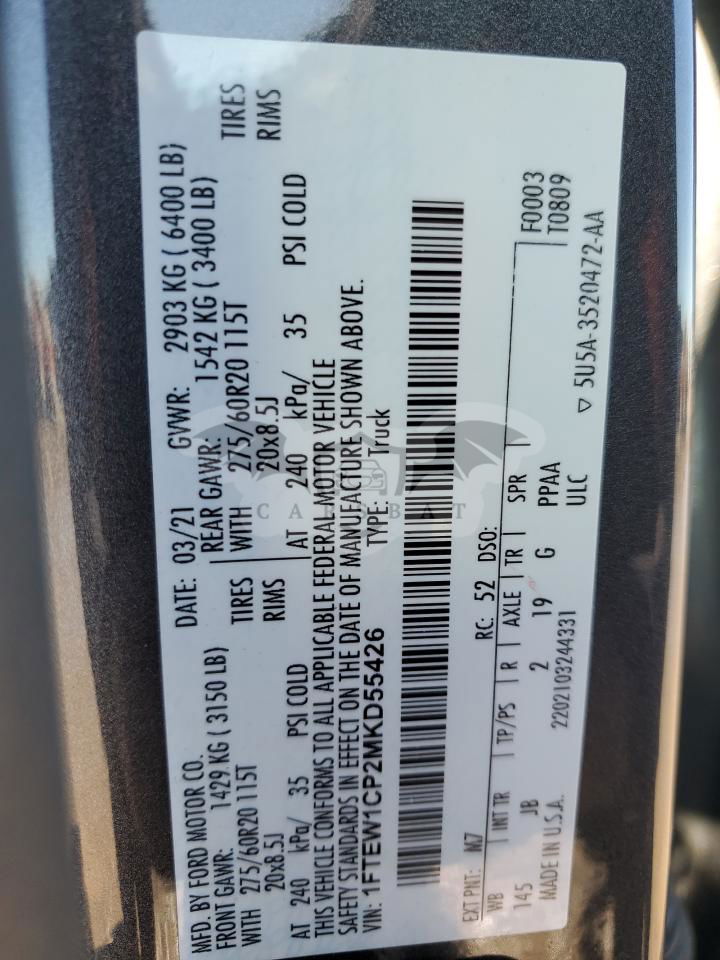 MFD. BY FORD MOTOR CO.
DATE: 03/21 GVWR: 2903 KG ( 6400 LB)
FRONT GAWR: 1429 KG ( 3150 LB) REAR GAWR: 1542 KG ( 3400 LB)
WITH 275/60R20 115T TIRES WITH 275/60R20 115T TIRES
20x8.5J RIMS 20x8.5J RIMS
AT 240 kPa/ 35 PSI COLD AT 240 kPa/ 35 PSI COLD
THIS VEHICLE CONFORMS TO ALL APPLICABLE FEDERAL MOTOR VEHICLE
SAFETY STANDARDS IN EFFECT ON THE DATE OF MANUFACTURE SHOWN ABOVE.
VIN: 1FTEW1CP2MKD55426 TYPE: Truck
CARSBAT
EXT PNT: M7 RC: 52 DSO:
WB INT TR TP/PS R AXLE TR SPR F0003
145 JB 2 19 G PPAA T0809
ULC
MADE IN U.S.A. 2202103244331 5U5A-3520472-AA